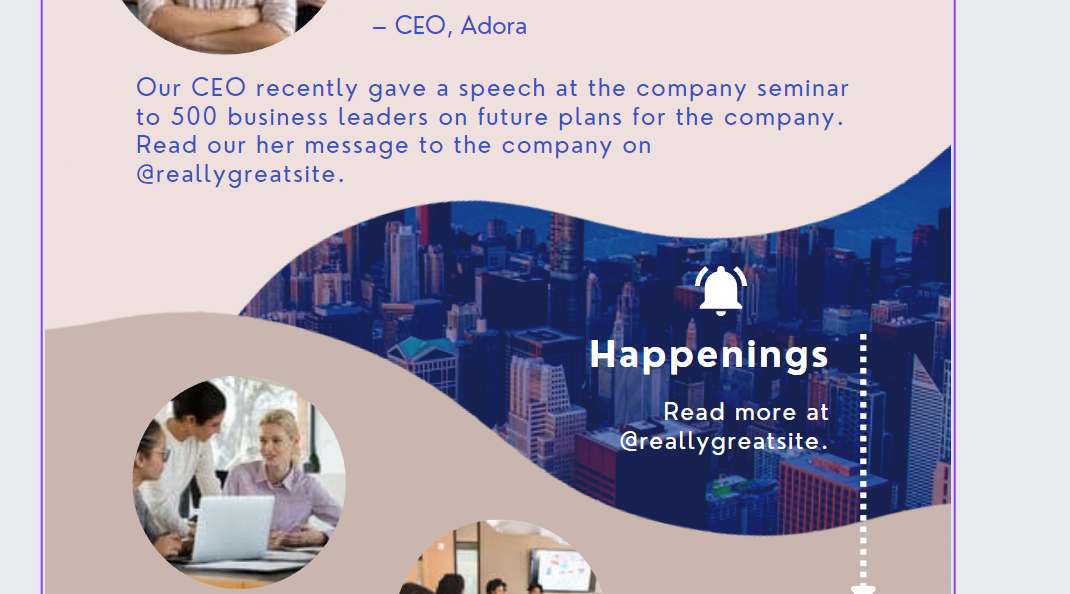 – CEO, Adora
Our CEO recently gave a speech at the company seminar
to 500 business leaders on future plans for the company.
Read our her message to the company on
@reallygreatsite.
Happenings
Read more at
@reallygreatsite.